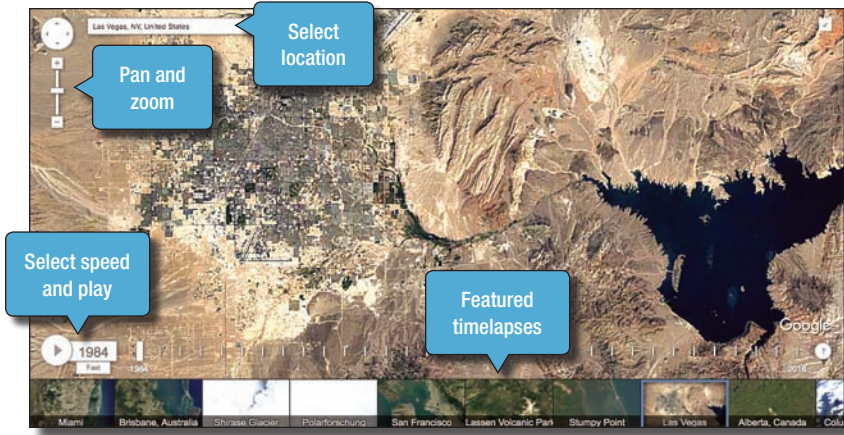 Las Vegas, NV, United States
Select
location
Pan and
zoom
Select speed
and play
Featured
timelapses
Google
1984
Fast
1984
2016
Miami
Brisbane, Australia
Shirase Glacier
Polarforschung
San Francisco
Lassen Volcanic Park
Stumpy Point
Las Vegas
Alberta, Canada
Colu